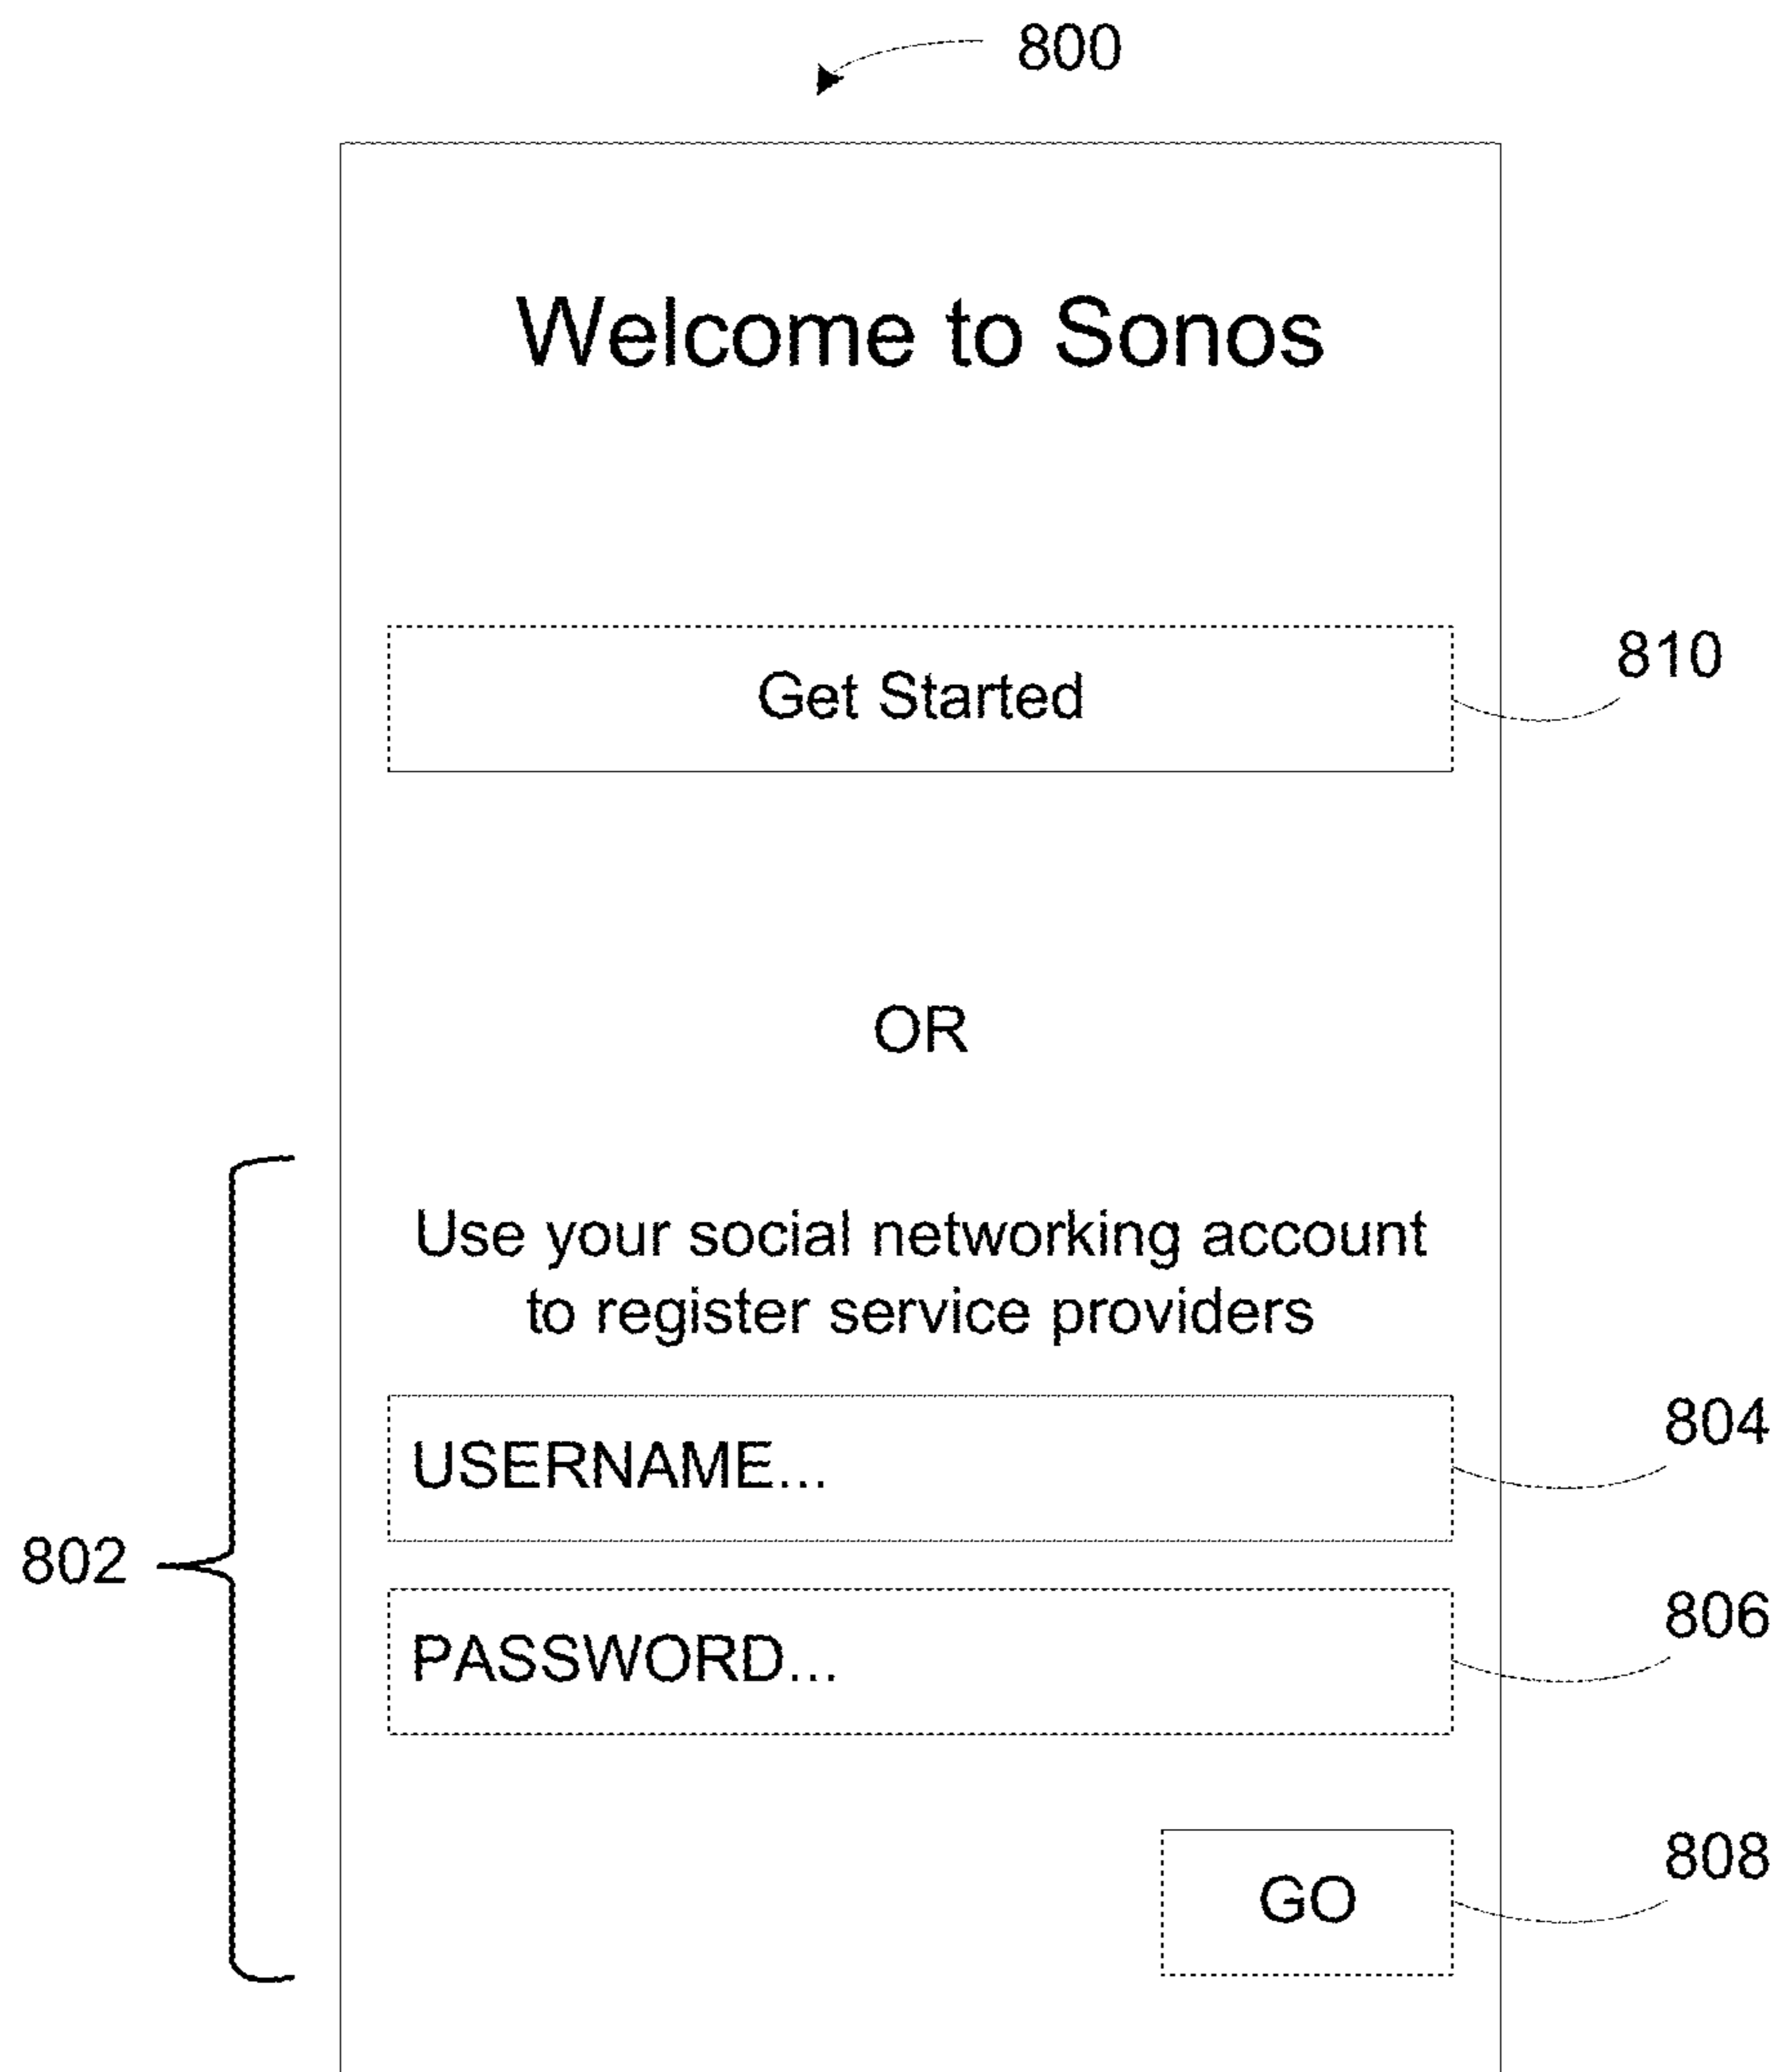 800
Welcome to Sonos
Get Started
810
OR
Use your social networking account
to register service providers
USERNAME...
804
802
PASSWORD...
806
GO
808